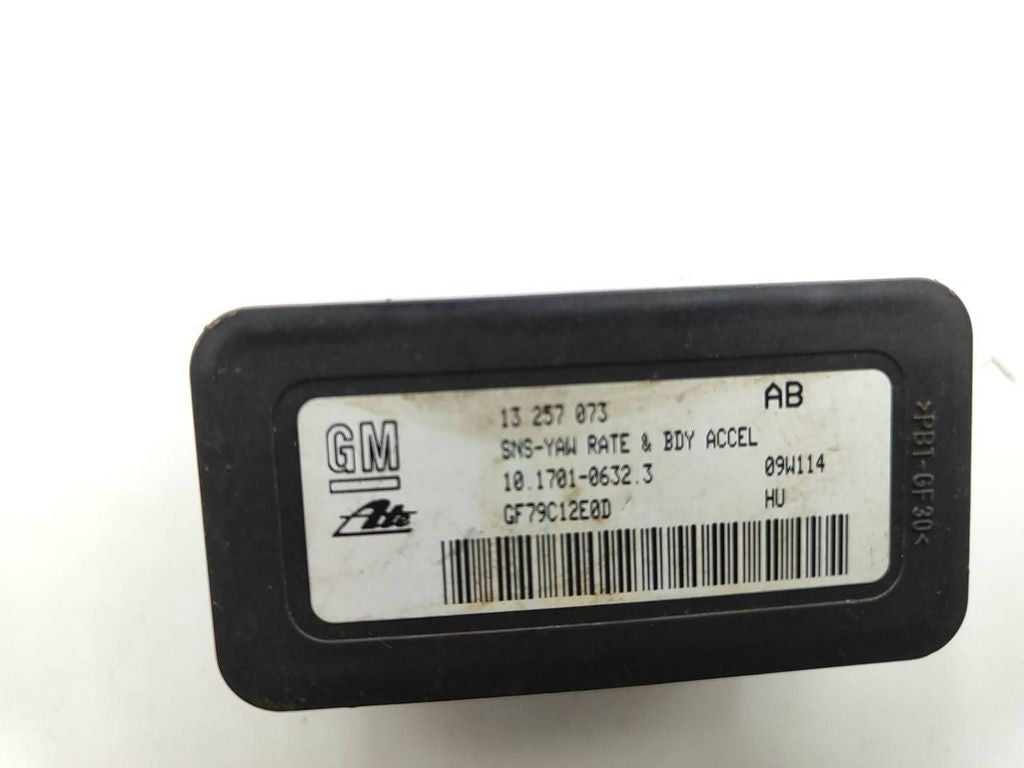 GM
Ate
13 257 073
AB
SNS-YAW RATE & BDY ACCEL
10.1701-0632.3
09W114
GF79C12E0D
HU
>PBT-GF30<